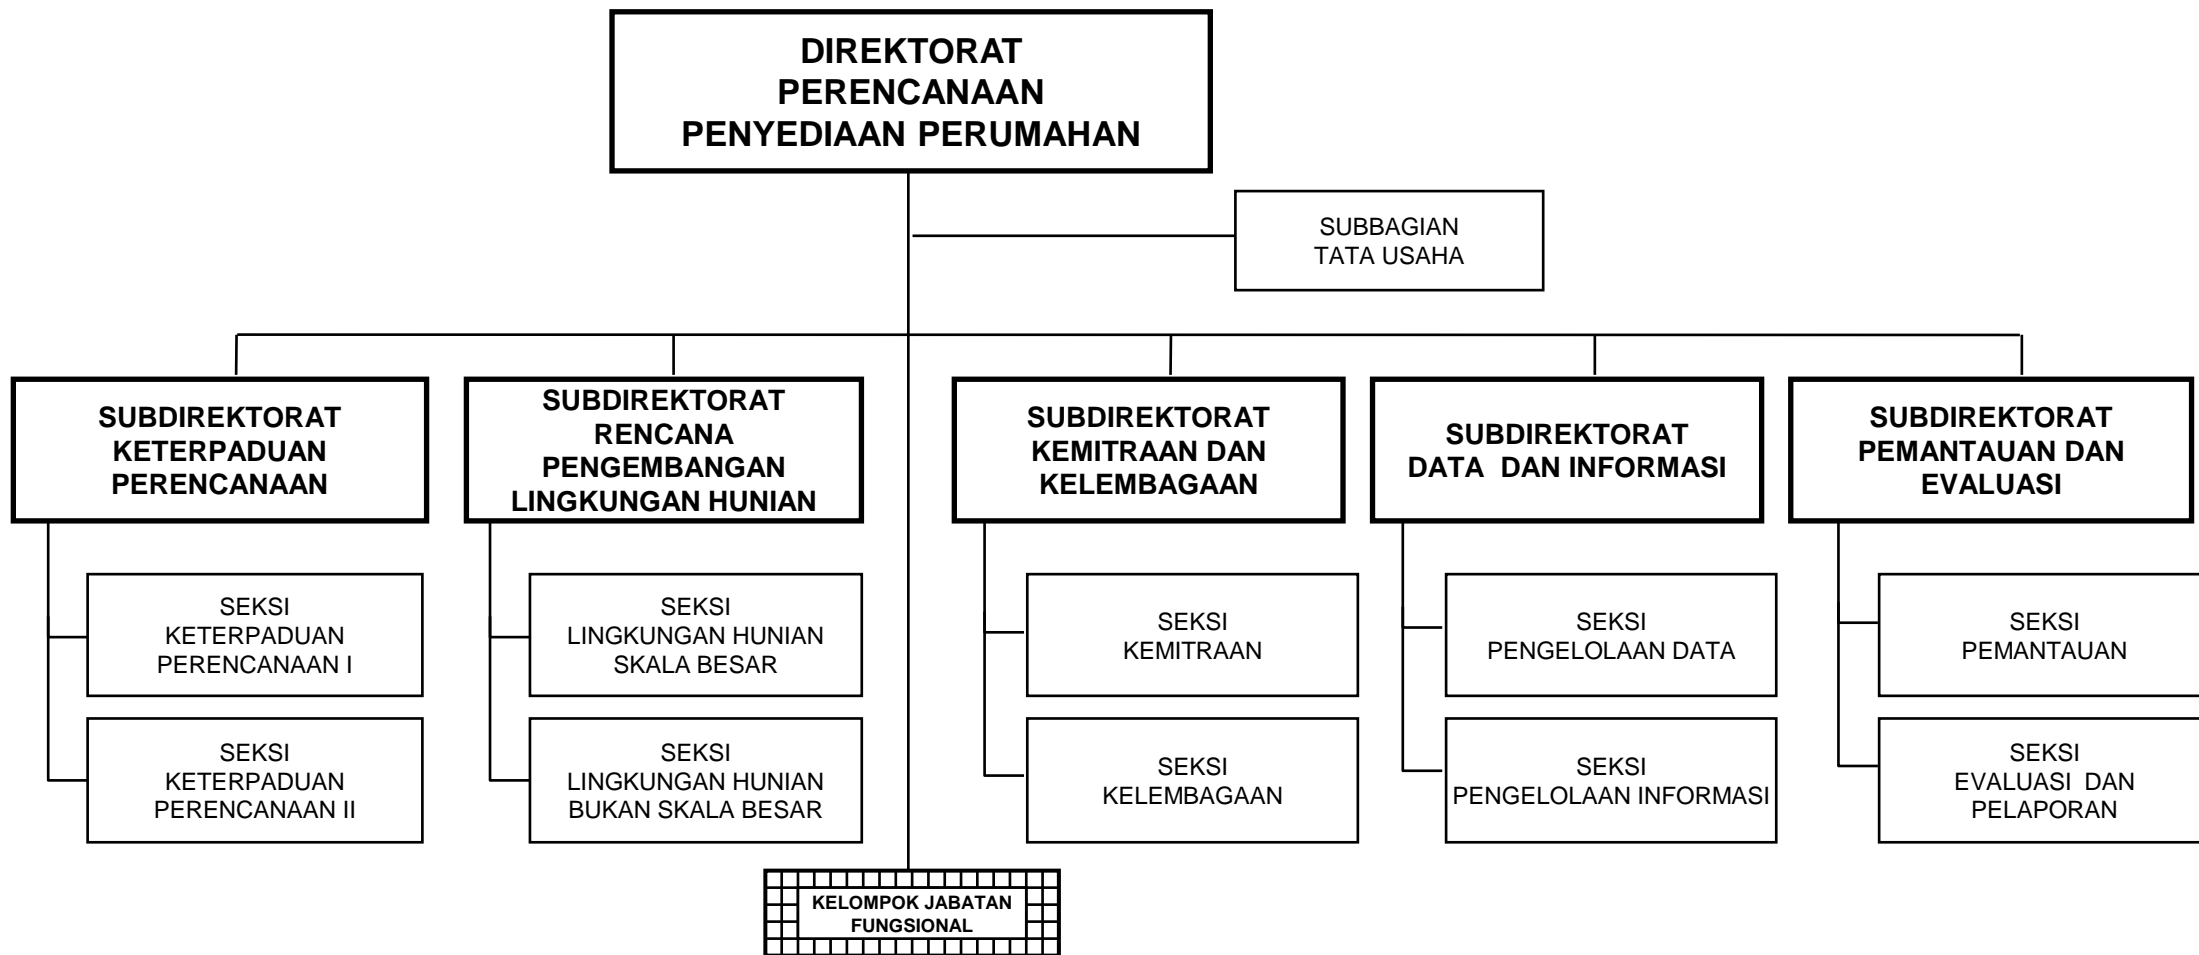 DIREKTORAT
PERENCANAAN
PENYEDIAAN PERUMAHAN
SUBBAGIAN
TATA USAHA
SUBDIREKTORAT
KETERPADUAN
PERENCANAAN
SUBDIREKTORAT
RENCANA
PENGEMBANGAN
LINGKUNGAN HUNIAN
SUBDIREKTORAT
KEMITRAAN DAN
KELEMBAGAAN
SUBDIREKTORAT
DATA DAN INFORMASI
SUBDIREKTORAT
PEMANTAUAN DAN
EVALUASI
SEKSI
KETERPADUAN
PERENCANAAN I
SEKSI
LINGKUNGAN HUNIAN
SKALA BESAR
SEKSI
KEMITRAAN
SEKSI
PENGELOLAAN DATA
SEKSI
PEMANTAUAN
SEKSI
KETERPADUAN
PERENCANAAN II
SEKSI
LINGKUNGAN HUNIAN
BUKAN SKALA BESAR
SEKSI
KELEMBAGAAN
SEKSI
PENGELOLAAN INFORMASI
SEKSI
EVALUASI DAN
PELAPORAN
KELOMPOK JABATAN
FUNGSIONAL